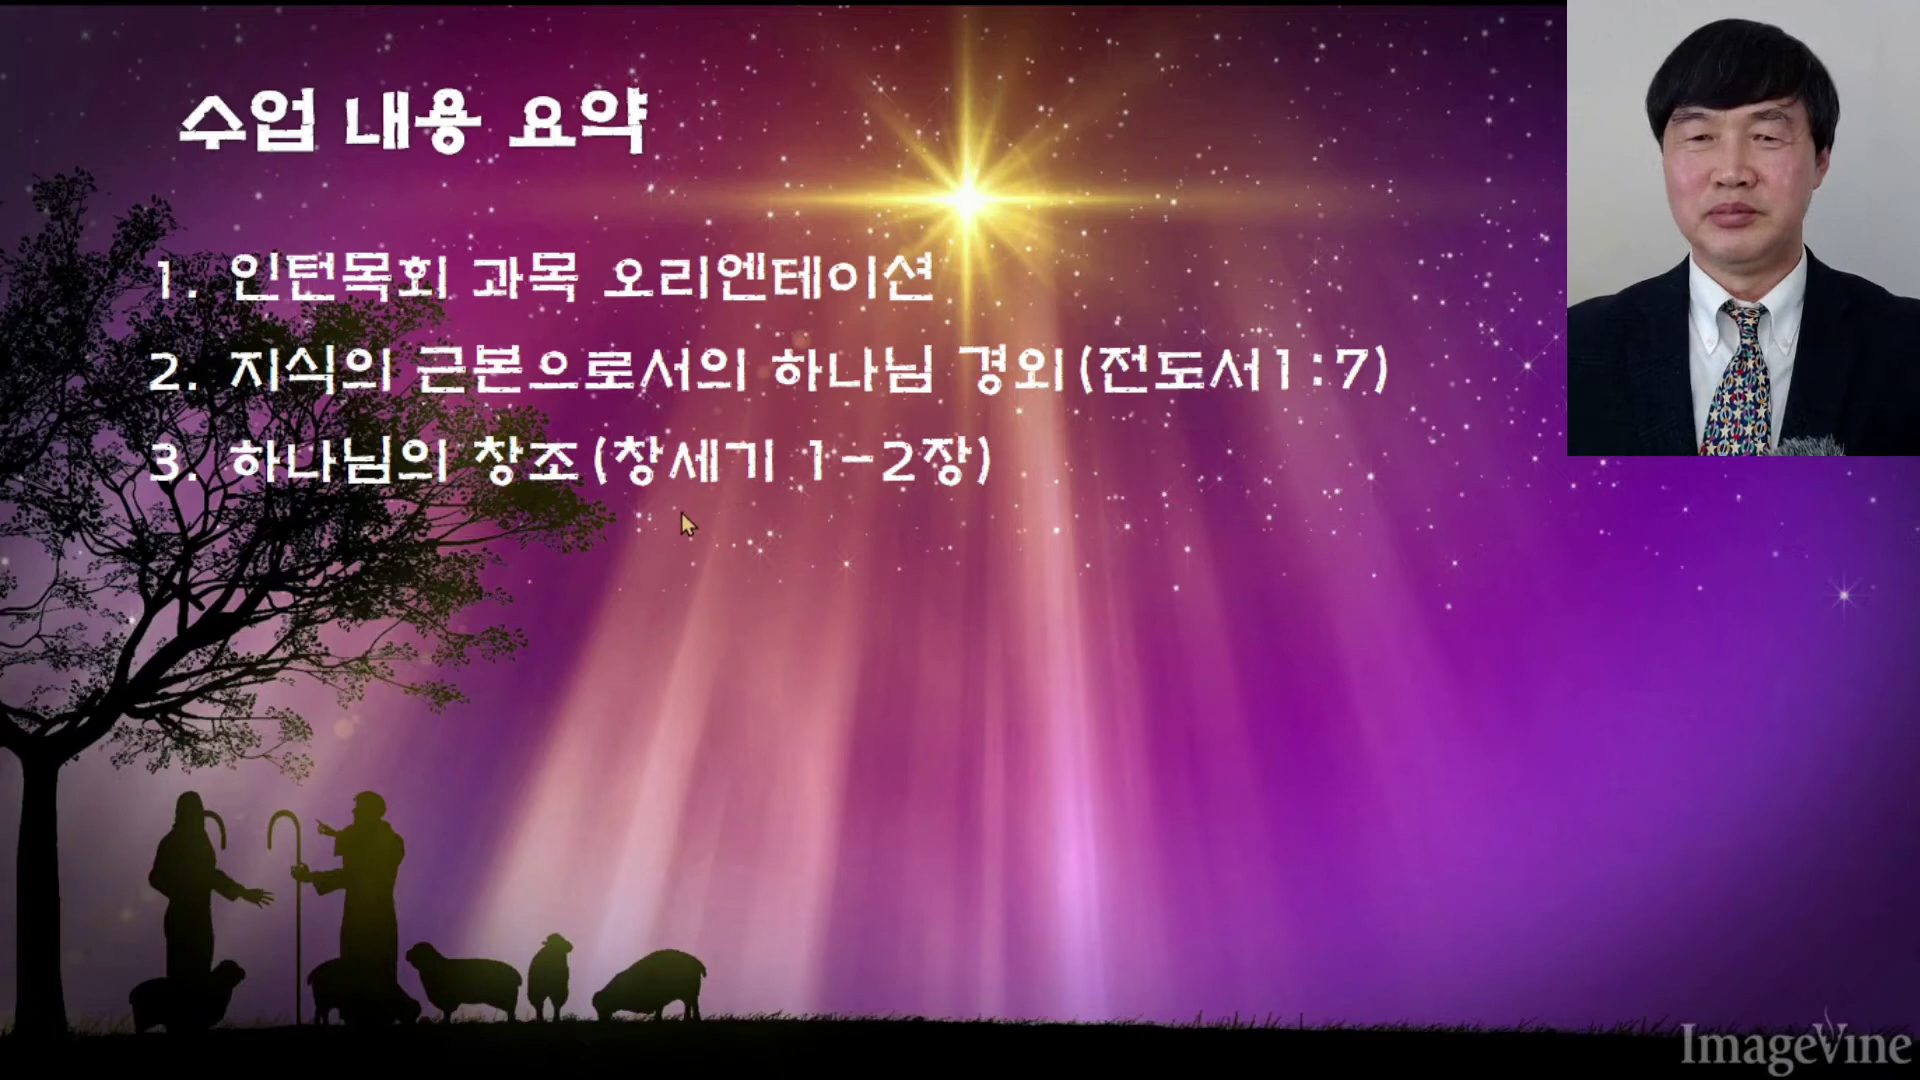 수업 내용 요약
1. 인턴목회 과목 오리엔테이션
2. 지식의 근본으로서의 하나님 경외(전도서1:7)
3. 하나님의 창조(창세기 1-2장)
ImageVine